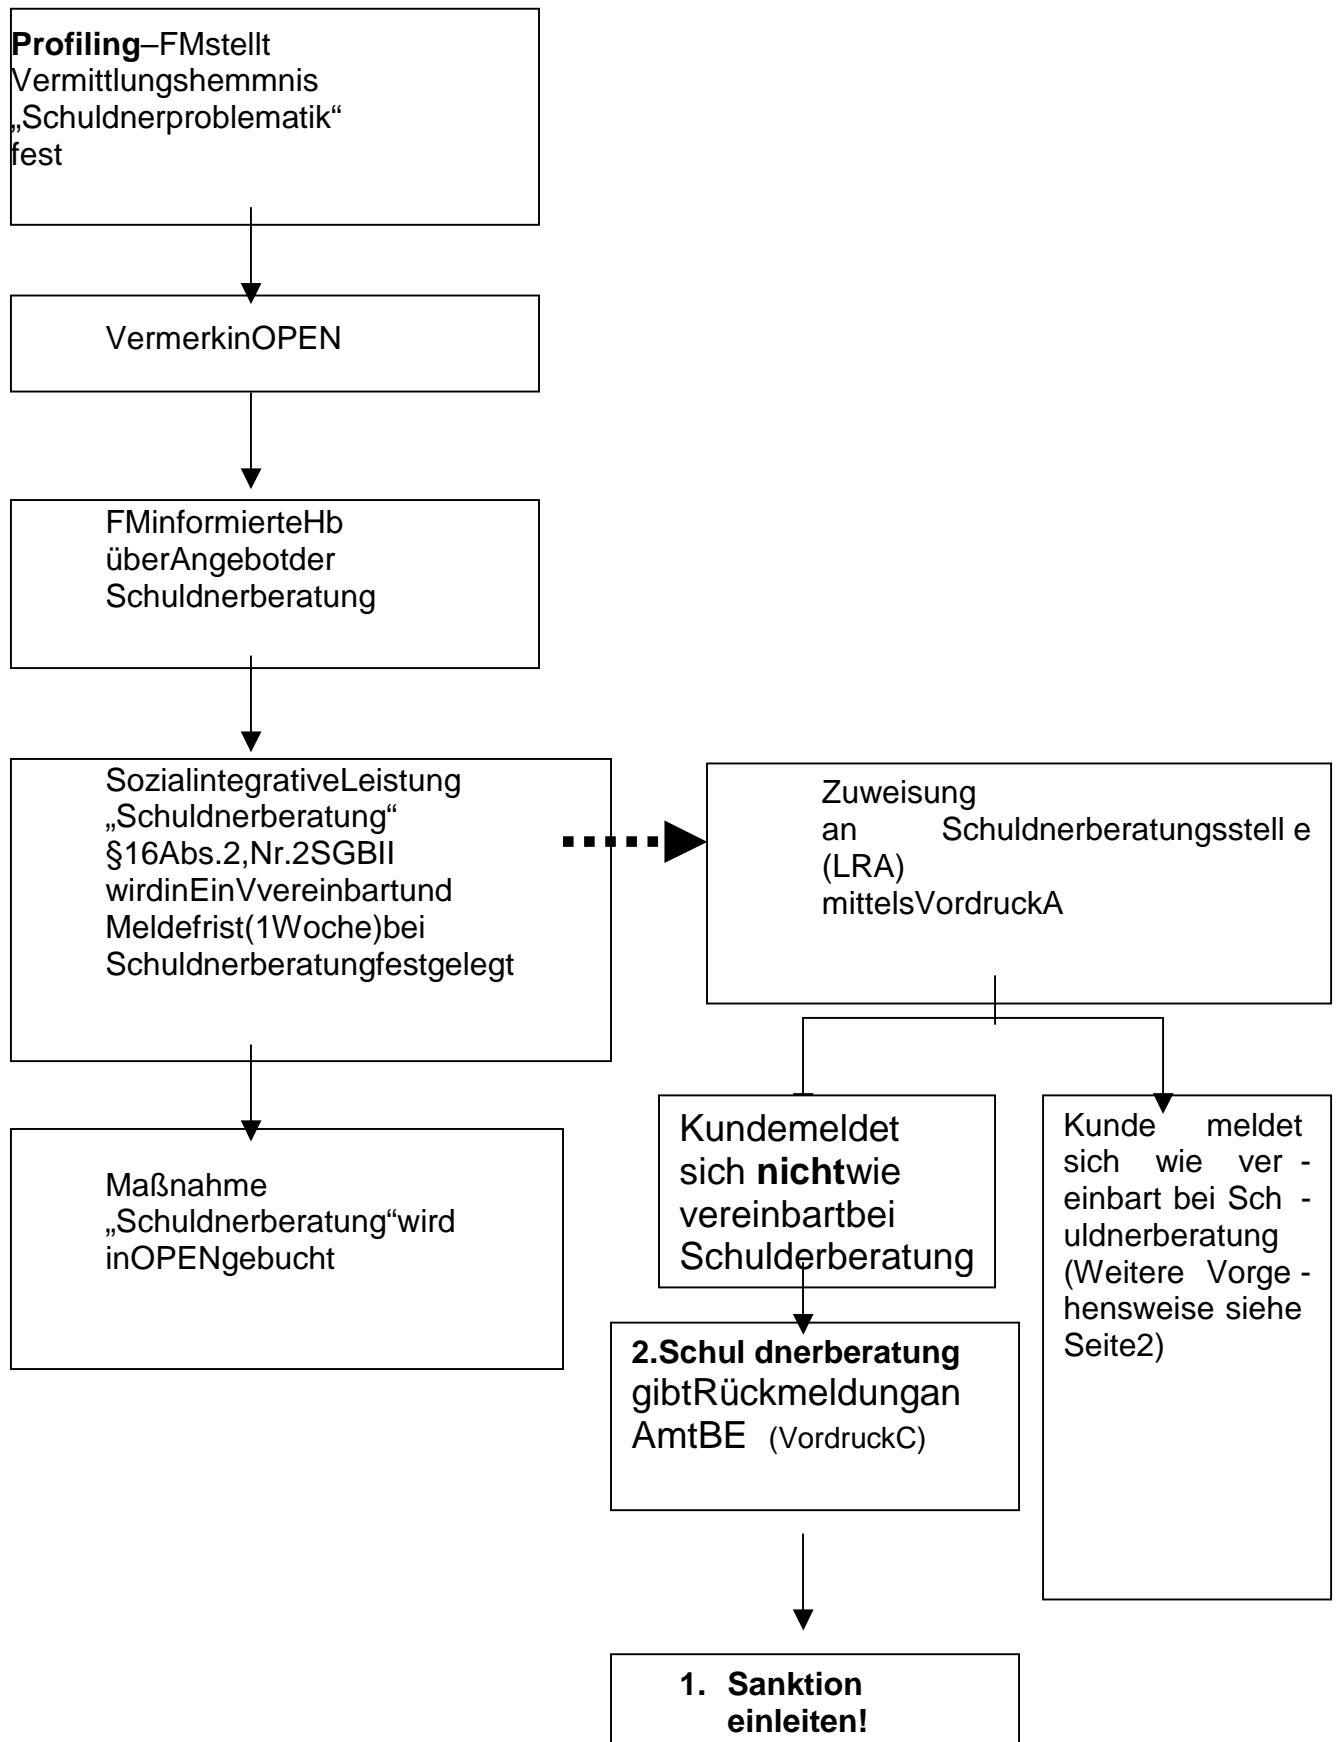 Profiling–FMstellt
Vermittlungshemmnis
„Schuldnerproblematik“
fest
VermerkinOPEN
FMinformierteHb
überAngebotder
Schuldnerberatung
SozialintegrativeLeistung
„Schuldnerberatung“
§16Abs.2,Nr.2SGBII
wirdinEinVvereinbartund
Meldefrist(1Woche)bei
Schuldnerberatungfestgelegt
Zuweisung
an Schuldnerberatungsstell e
(LRA)
mittelsVordruckA
Maßnahme
„Schuldnerberatung“wird
inOPENgebucht
Kundemeldet
sich nichtwie
vereinbartbei
Schulderberatung
Kunde meldet
sich wie ver -
einbart bei Sch -
uldnerberatung
(Weitere Vorge -
hensweise siehe
Seite2)
2.Schul dnerberatung
gibtRückmeldungan
AmtBE (VordruckC)
1. Sanktion
einleiten!